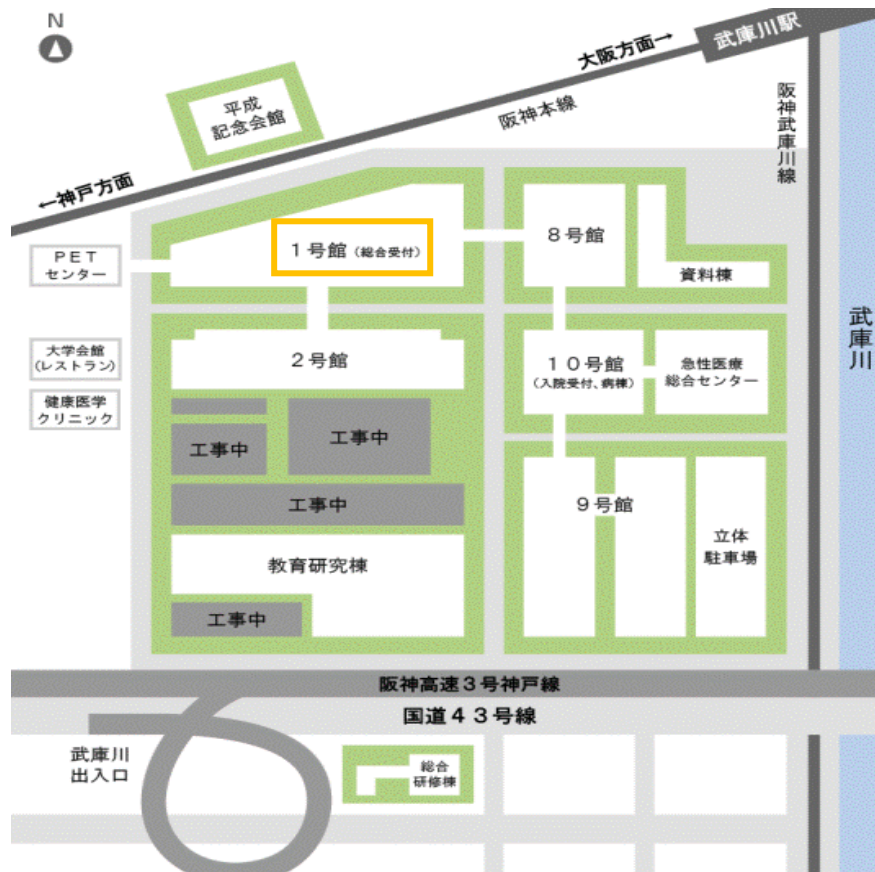 N
武庫川駅
大阪方面→
阪神本線
阪神武庫川線
平成
記念会館
←神戸方面
1号館(総合受付)
8号館
資料棟
PET
センター
武庫川
大学会館
(レストラン)
2号館
10号館
(入院受付、病棟)
急性医療
総合センター
健康医学
クリニック
工事中
工事中
工事中
9号館
立体
駐車場
教育研究棟
工事中
阪神高速3号神戸線
国道43号線
武庫川
出入口
総合
研修棟